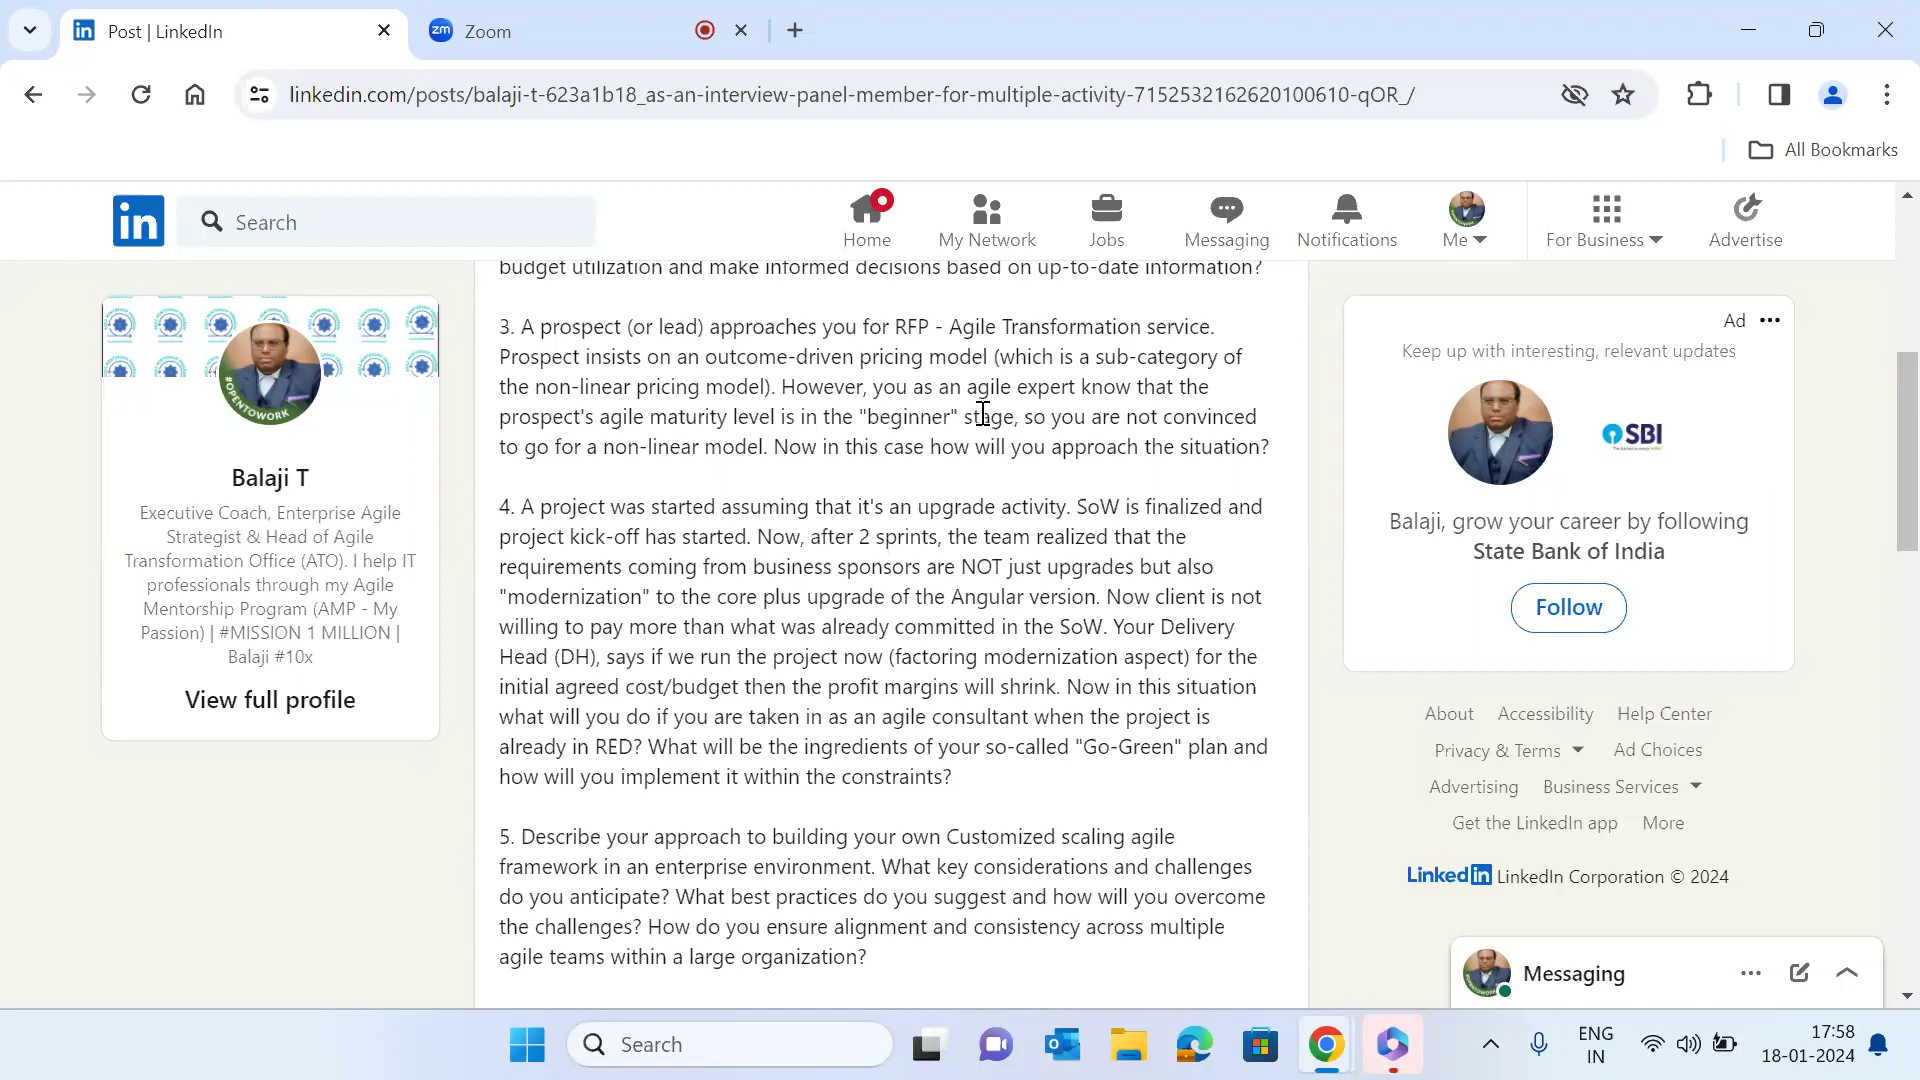 Post | LinkedIn
zm
Zoom
linkedin.com/posts/balaji-t-623a1b18_as-an-interview-panel-member-for-multiple-activity-7152532162620100610-qOR_/
All Bookmarks
in
Search
Home
My Network
Jobs
Messaging
Notifications
Me
For Business
Advertise
budget utilization and make informed decisions based on up-to-date information?
3. A prospect (or lead) approaches you for RFP - Agile Transformation service.
Prospect insists on an outcome-driven pricing model (which is a sub-category of
the non-linear pricing model). However, you as an agile expert know that the
prospect's agile maturity level is in the "beginner" stage, so you are not convinced
to go for a non-linear model. Now in this case how will you approach the situation?
4. A project was started assuming that it's an upgrade activity. SoW is finalized and
project kick-off has started. Now, after 2 sprints, the team realized that the
requirements coming from business sponsors are NOT just upgrades but also
"modernization" to the core plus upgrade of the Angular version. Now client is not
willing to pay more than what was already committed in the SoW. Your Delivery
Head (DH), says if we run the project now (factoring modernization aspect) for the
initial agreed cost/budget then the profit margins will shrink. Now in this situation
what will you do if you are taken in as an agile consultant when the project is
already in RED? What will be the ingredients of your so-called "Go-Green" plan and
how will you implement it within the constraints?
5. Describe your approach to building your own Customized scaling agile
framework in an enterprise environment. What key considerations and challenges
do you anticipate? What best practices do you suggest and how will you overcome
the challenges? How do you ensure alignment and consistency across multiple
agile teams within a large organization?
#OPENTOWORK
Balaji T
Executive Coach, Enterprise Agile
Strategist & Head of Agile
Transformation Office (ATO). I help IT
professionals through my Agile
Mentorship Program (AMP - My
Passion) | #MISSION 1 MILLION |
Balaji #10x
View full profile
Ad
Keep up with interesting, relevant updates
SBI
Balaji, grow your career by following
State Bank of India
Follow
About
Accessibility
Help Center
Privacy & Terms
Ad Choices
Advertising
Business Services
Get the LinkedIn app
More
LinkedIn LinkedIn Corporation © 2024
Messaging
Search
ENG
IN
17:58
18-01-2024